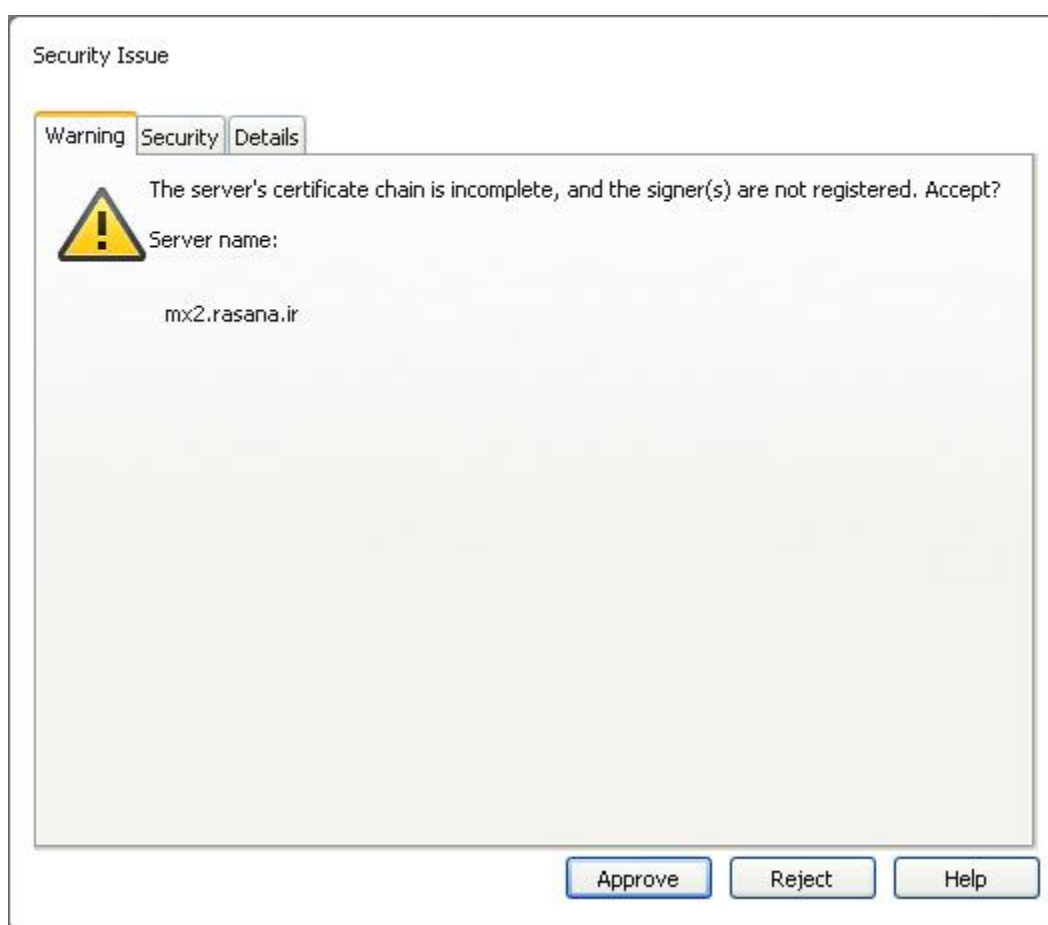 Security Issue
Warning Security Details
The server's certificate chain is incomplete, and the signer(s) are not registered. Accept?
Server name:
mx2.rasana.ir
Approve Reject Help